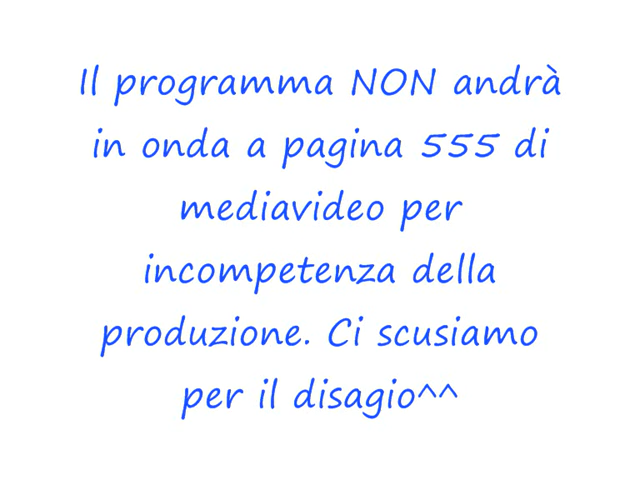 Il programma NON andrà
in onda a pagina 555 di
mediavideo per
incompetenza della
produzione. Ci scusiamo
per il disagio^^